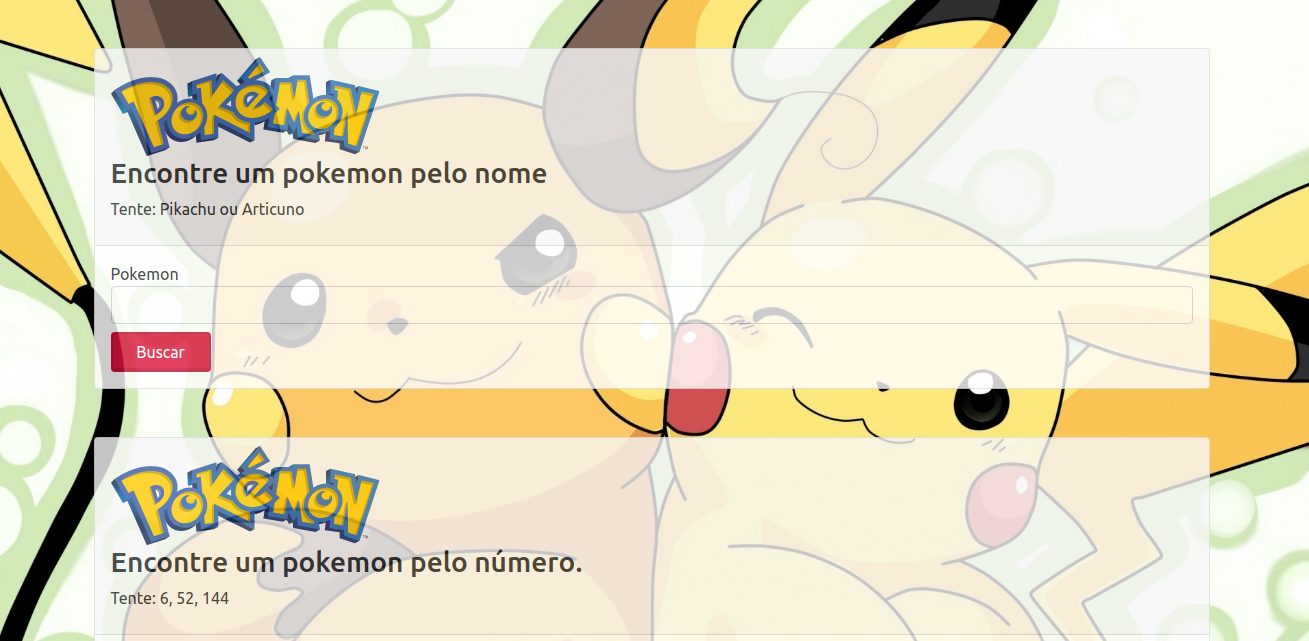 POKéMON
Encontre um pokemon pelo nome
Tente: Pikachu ou Articuno
Pokemon
Buscar
POKéMON
Encontre um pokemon pelo número.
Tente: 6, 52, 144